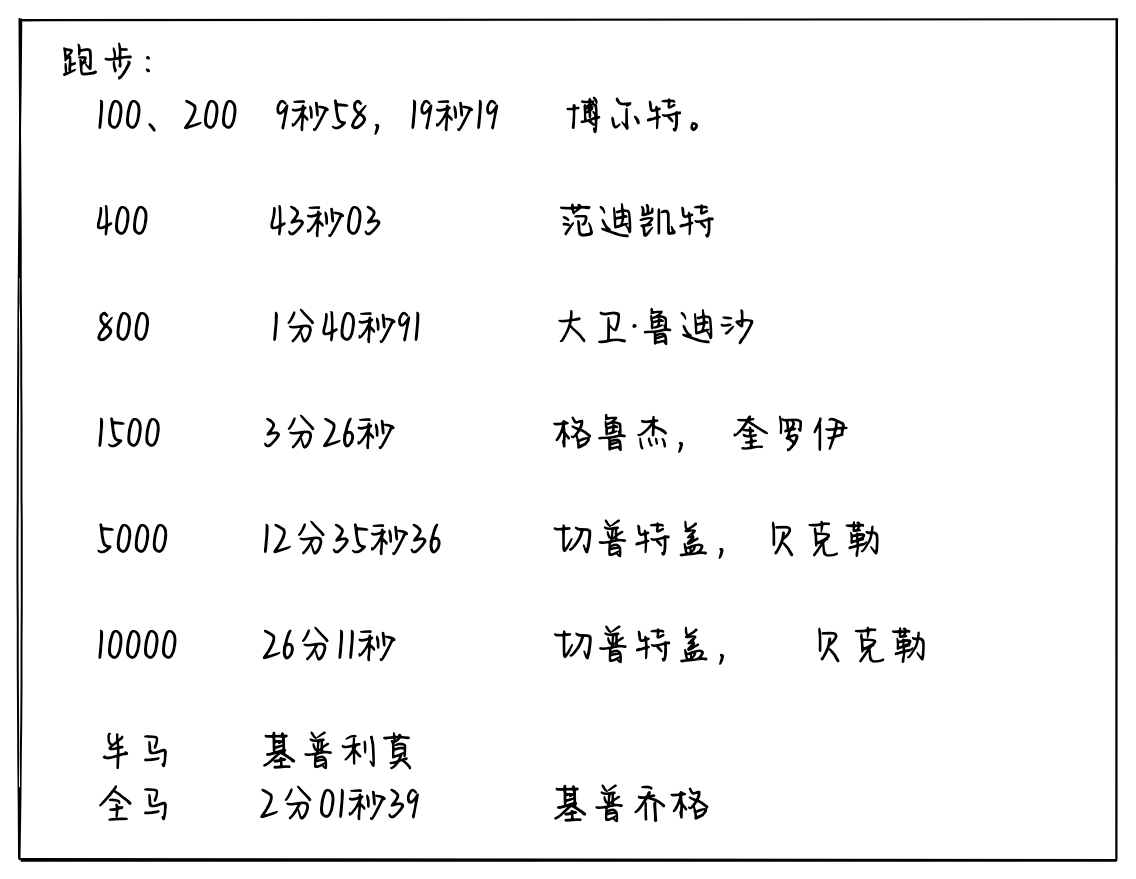 跑步：
100、200 9秒58，19秒19 博尔特。
400 43秒03 范迪凯特
800 1分40秒91 大卫·鲁迪沙
1500 3分26秒 格鲁杰， 奎罗伊
5000 12分35秒36 切普特盖， 贝克勒
10000 26分11秒 切普特盖， 贝克勒
半马 基普利莫
全马 2分01秒39 基普乔格